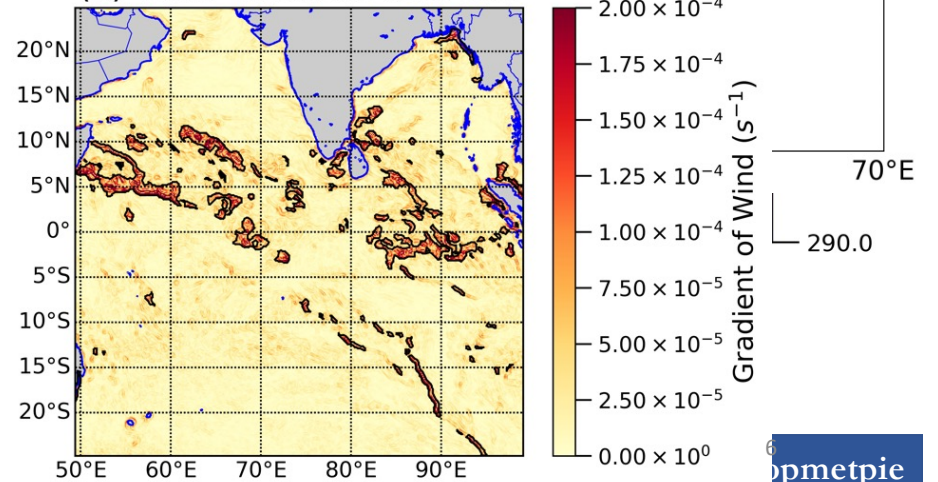 20°N
15°N
10°N
5°N
0°
5°S
10°S
15°S
20°S
50°E 60°E 70°E 80°E 90°E
2.00 × 10⁻⁴
1.75 × 10⁻⁴
1.50 × 10⁻⁴
1.25 × 10⁻⁴
1.00 × 10⁻⁴
7.50 × 10⁻⁵
5.00 × 10⁻⁵
2.50 × 10⁻⁵
0.00 × 10⁰
Gradient of Wind (s⁻¹)
70°E
290.0
6
opmetpie